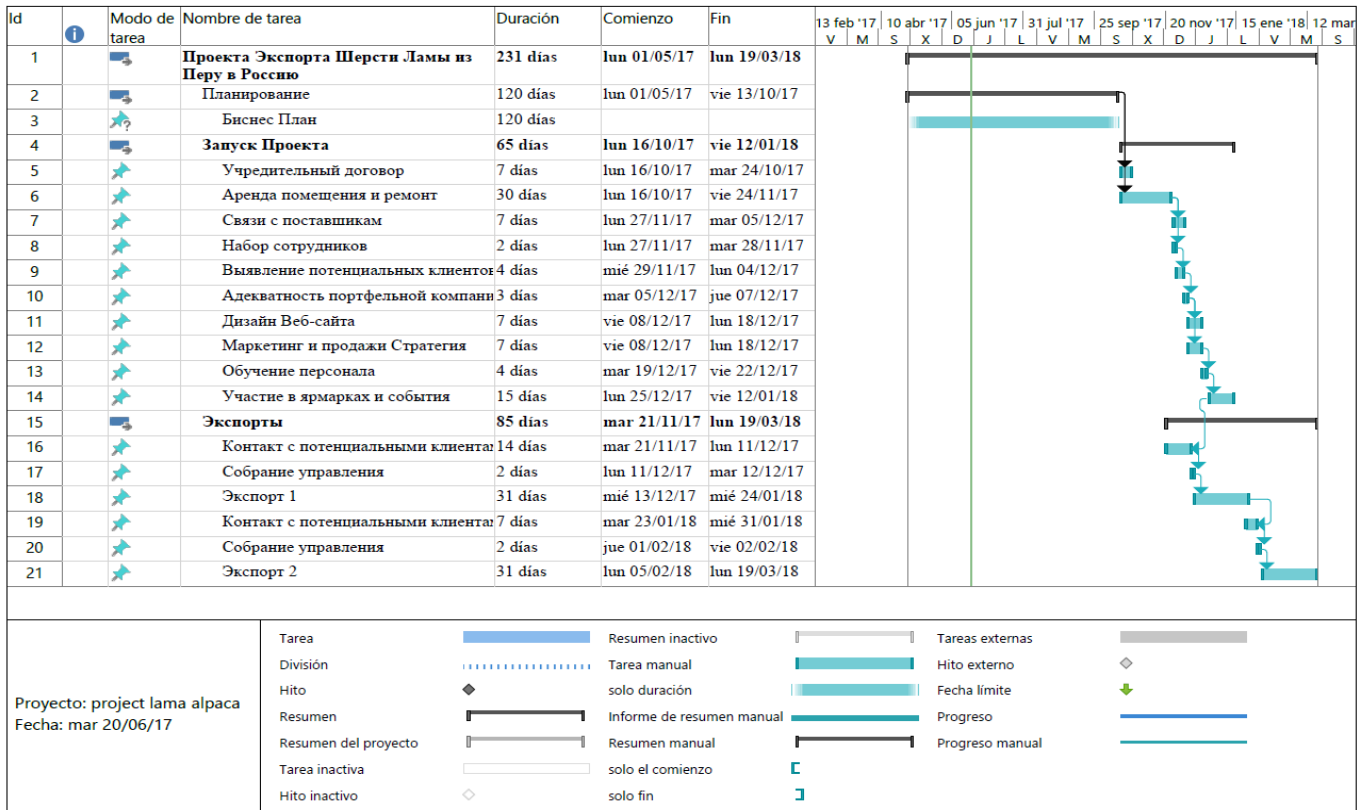 Id Modo de tarea Nombre de tarea Duración Comienzo Fin 13 feb '17 10 abr '17 05 jun '17 31 jul '17 25 sep '17 20 nov '17 15 ene '18 12 mar
V M S X D J L V M S X D J L V M S
1 Проекта Экспорта Шерсти Ламы из Перу в Россию 231 días lun 01/05/17 lun 19/03/18
2 Планирование 120 días lun 01/05/17 vie 13/10/17
3 Бизнес План 120 días
4 Запуск Проекта 65 días lun 16/10/17 vie 12/01/18
5 Учредительный договор 7 días lun 16/10/17 mar 24/10/17
6 Аренда помещения и ремонт 30 días lun 16/10/17 vie 24/11/17
7 Связи с поставшикам 7 días lun 27/11/17 mar 05/12/17
8 Набор сотрудников 2 días lun 27/11/17 mar 28/11/17
9 Выявление потенциальных клиентов 4 días mié 29/11/17 lun 04/12/17
10 Адекватность портфельной компани 3 días mar 05/12/17 jue 07/12/17
11 Дизайн Веб-сайта 7 días vie 08/12/17 lun 18/12/17
12 Маркетинг и продажи Стратегия 7 días vie 08/12/17 lun 18/12/17
13 Обучение персонала 4 días mar 19/12/17 vie 22/12/17
14 Участие в ярмарках и события 15 días lun 25/12/17 vie 12/01/18
15 Экспорты 85 días mar 21/11/17 lun 19/03/18
16 Контакт с потенциальными клиента 14 días mar 21/11/17 lun 11/12/17
17 Собрание управления 2 días lun 11/12/17 mar 12/12/17
18 Экспорт 1 31 días mié 13/12/17 mié 24/01/18
19 Контакт с потенциальными клиента 7 días mar 23/01/18 mié 31/01/18
20 Собрание управления 2 días jue 01/02/18 vie 02/02/18
21 Экспорт 2 31 días lun 05/02/18 lun 19/03/18
Proyecto: project lama alpaca
Fecha: mar 20/06/17
Tarea Resumen inactivo Tareas externas
División Tarea manual Hito externo
Hito solo duración Fecha límite
Resumen Informe de resumen manual Progreso
Resumen del proyecto Resumen manual Progreso manual
Tarea inactiva solo el comienzo
Hito inactivo solo fin